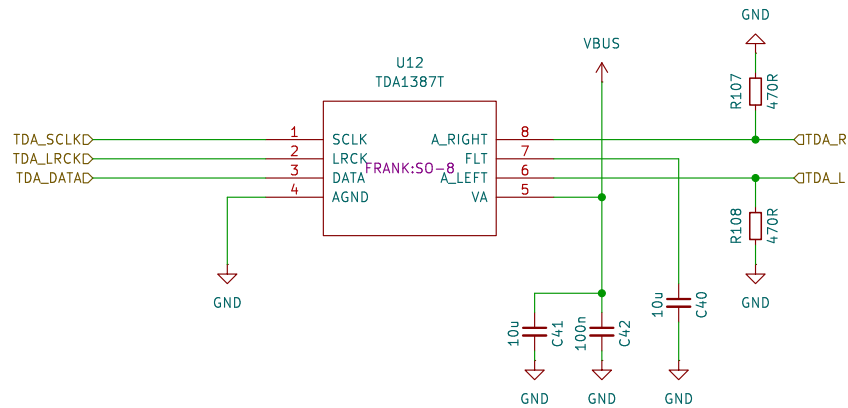 GND
VBUS
U12
TDA1387T
R107
470R
TDA_SCLK
1
SCLK
A_RIGHT
8
TDA_R
TDA_LRCK
2
LRCK
FLT
7
FRANK:SO-8
TDA_DATA
3
DATA
A_LEFT
6
TDA_L
4
AGND
VA
5
R108
470R
GND
GND
10u
C41
100n
C42
10u
C40
GND
GND
GND